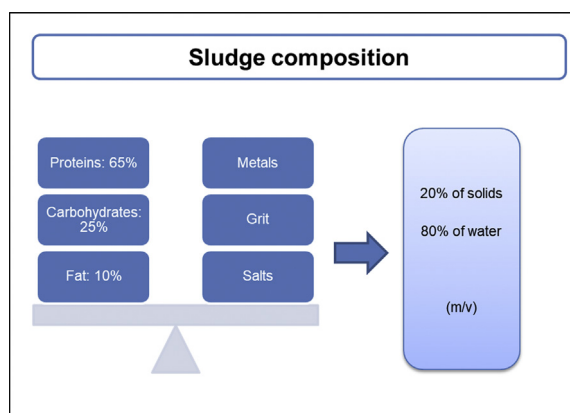 Sludge composition
Proteins: 65%
Carbohydrates:
25%
Fat: 10%
Metals
Grit
Salts
20% of solids
80% of water
(m/v)